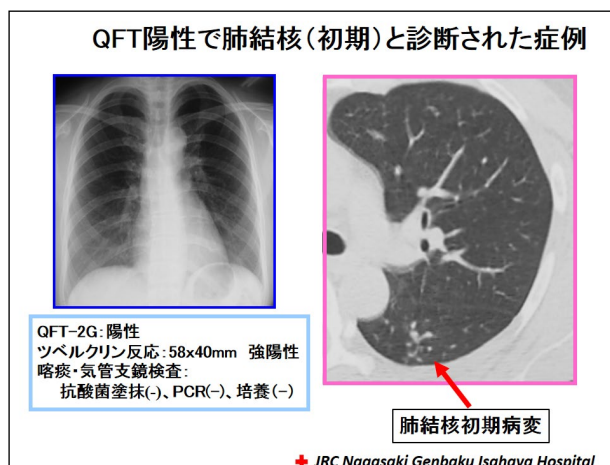 QFT陽性で肺結核（初期）と診断された症例
QFT-2G：陽性
ツベルクリン反応：58x40mm 強陽性
喀痰・気管支鏡検査：
抗酸菌塗抹(-)、PCR(-)、培養(-)
肺結核初期病変
JRC Nagasaki Genbaku Isahaya Hospital